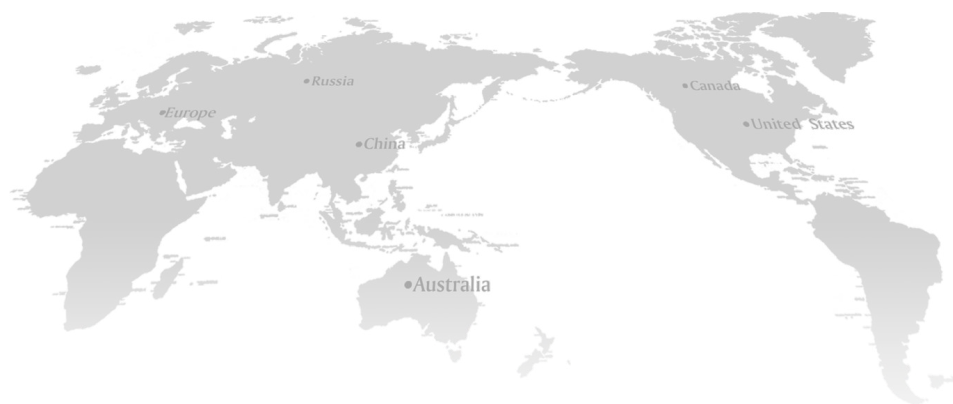 Russia
Canada
Europe
United States
China
Australia